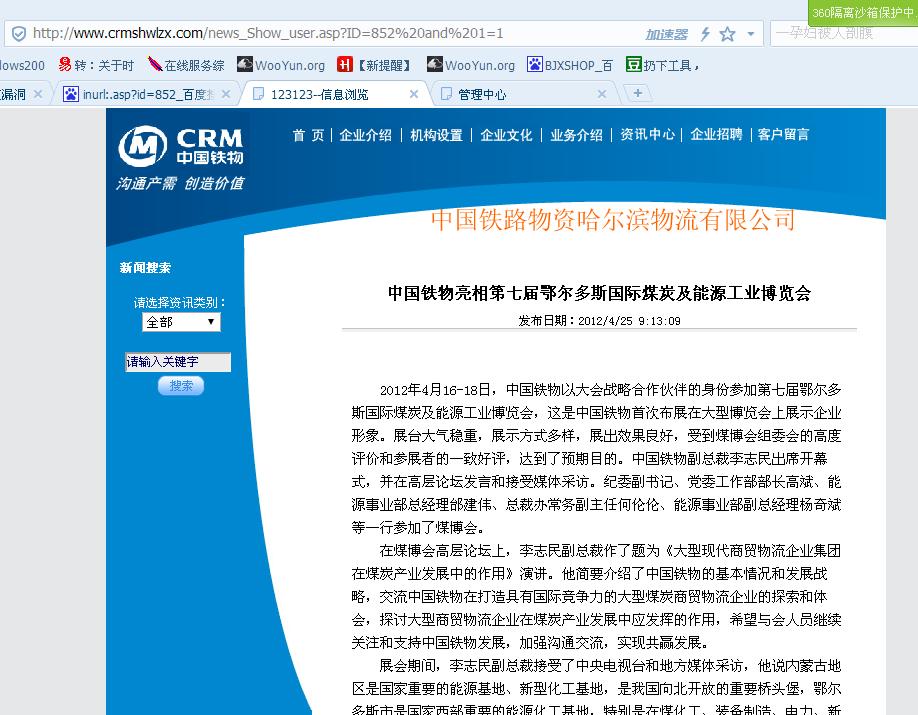 360隔离沙箱保护中
http://www.crmshwlzx.com/news_Show_user.asp?ID=852%20and%201=1
加速器
一孕妇被人剖腹
dows200
转：关于时
在线服务综
WooYun.org
【新提醒】
WooYun.org
BJXSHOP_百
扔下工具，
漏洞
inurl:.asp?id=852_百度
123123--信息浏览
管理中心
CRM
中国铁物
沟通产需 创造价值
首 页 | 企业介绍 | 机构设置 | 企业文化 | 业务介绍 | 资讯中心 | 企业招聘 | 客户留言
中国铁路物资哈尔滨物流有限公司
新闻搜索
请选择资讯类别：
全部
请输入关键字
搜索
中国铁物亮相第七届鄂尔多斯国际煤炭及能源工业博览会
发布日期：2012/4/25 9:13:09
2012年4月16-18日，中国铁物以大会战略合作伙伴的身份参加第七届鄂尔多
斯国际煤炭及能源工业博览会，这是中国铁物首次布展在大型博览会上展示企业
形象。展台大气稳重，展示方式多样，展出效果良好，受到煤博会组委会的高度
评价和参展者的一致好评，达到了预期目的。中国铁物副总裁李志民出席开幕
式，并在高层论坛发言和接受媒体采访。纪委副书记、党委工作部部长高斌、能
源事业部总经理邰建伟、总裁办常务副主任何伦伦、能源事业部副总经理杨奇斌
等一行参加了煤博会。
在煤博会高层论坛上，李志民副总裁作了题为《大型现代商贸物流企业集团
在煤炭产业发展中的作用》演讲。他简要介绍了中国铁物的基本情况和发展战
略，交流中国铁物在打造具有国际竞争力的大型煤炭商贸物流企业的探索和体
会，探讨大型商贸物流企业在煤炭产业发展中应发挥的作用，希望与会人员继续
关注和支持中国铁物发展，加强沟通交流，实现共赢发展。
展会期间，李志民副总裁接受了中央电视台和地方媒体采访，他说内蒙古地
区是国家重要的能源基地、新型化工基地，是我国向北开放的重要桥头堡，鄂尔
多斯市是国家西部重要的能源化工基地，特别是在煤化工、装备制造、电力、新